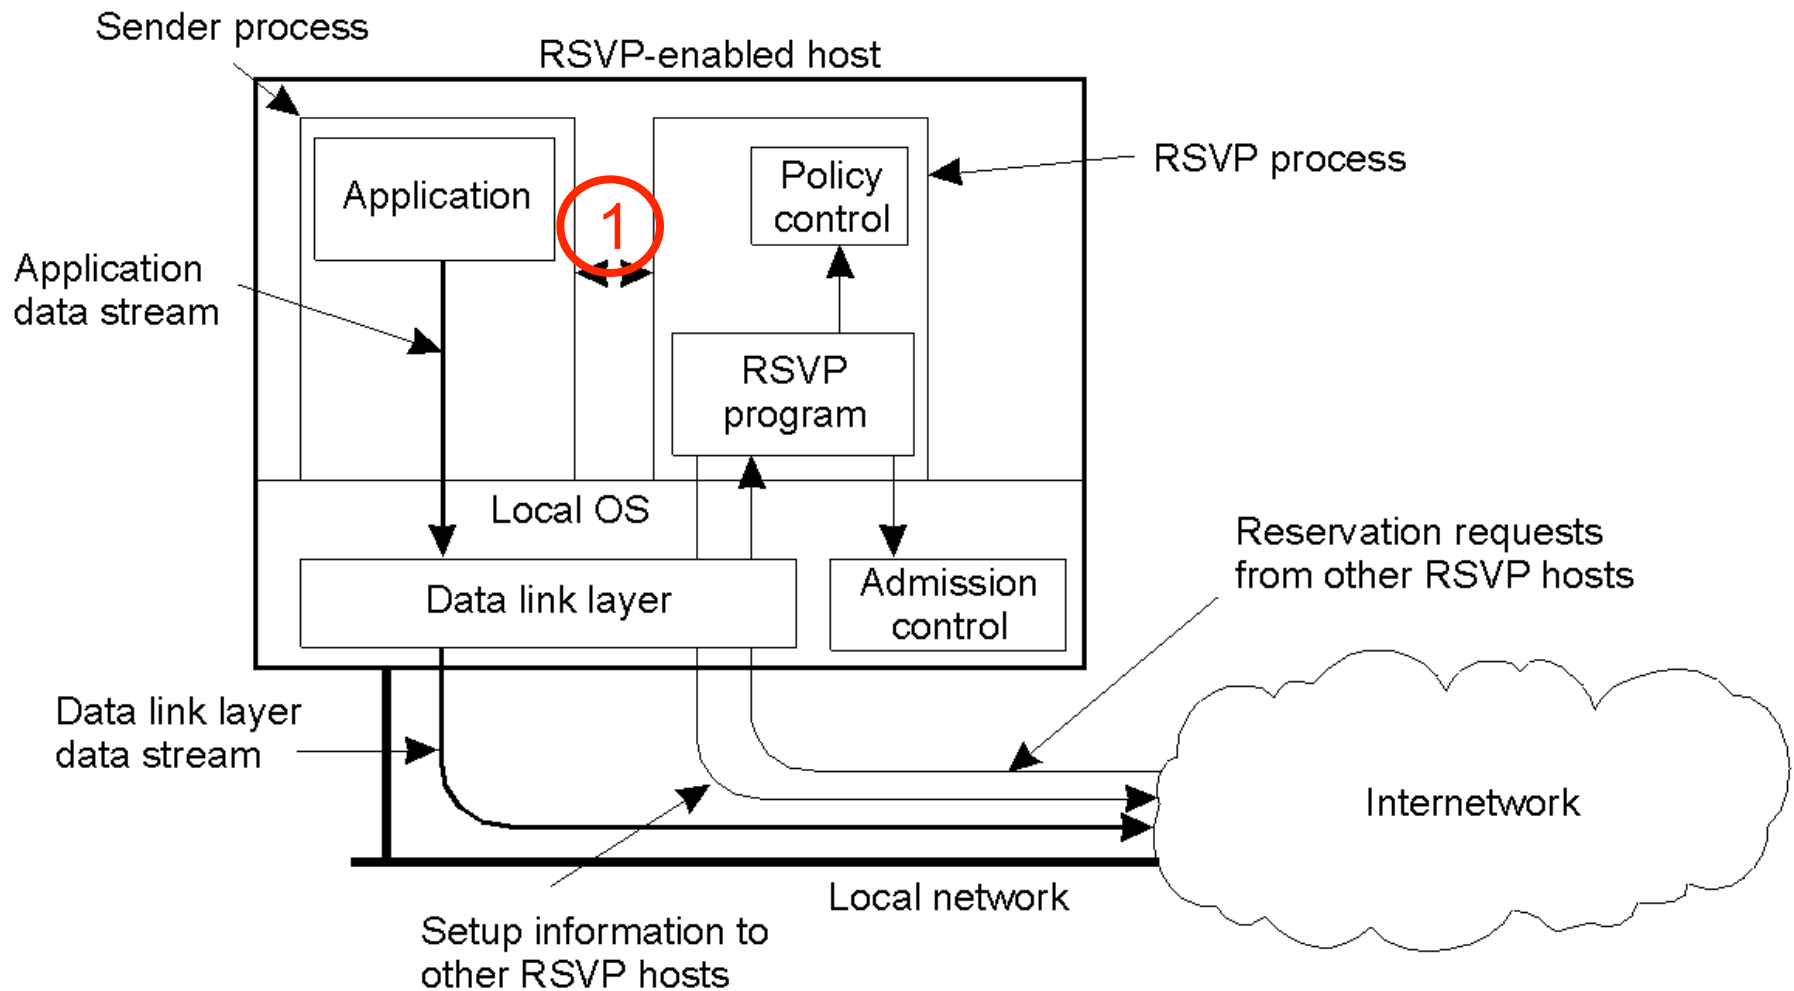 Sender process
RSVP-enabled host
Application
1
Policy
control
RSVP process
Application
data stream
RSVP
program
Local OS
Data link layer
Admission
control
Reservation requests
from other RSVP hosts
Data link layer
data stream
Internetwork
Local network
Setup information to
other RSVP hosts